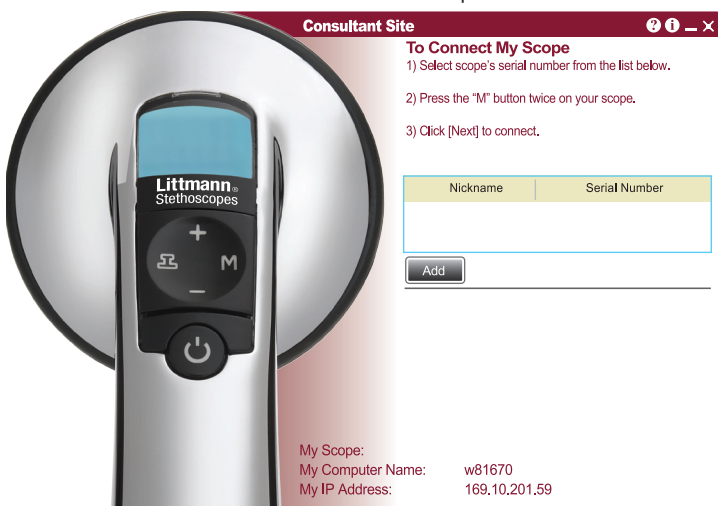 Consultant Site
To Connect My Scope
1) Select scope's serial number from the list below.
2) Press the “M” button twice on your scope.
3) Click [Next] to connect.
Nickname Serial Number
Add
Littmann®
Stethoscopes
+
M
–
My Scope:
My Computer Name: w81670
My IP Address: 169.10.201.59